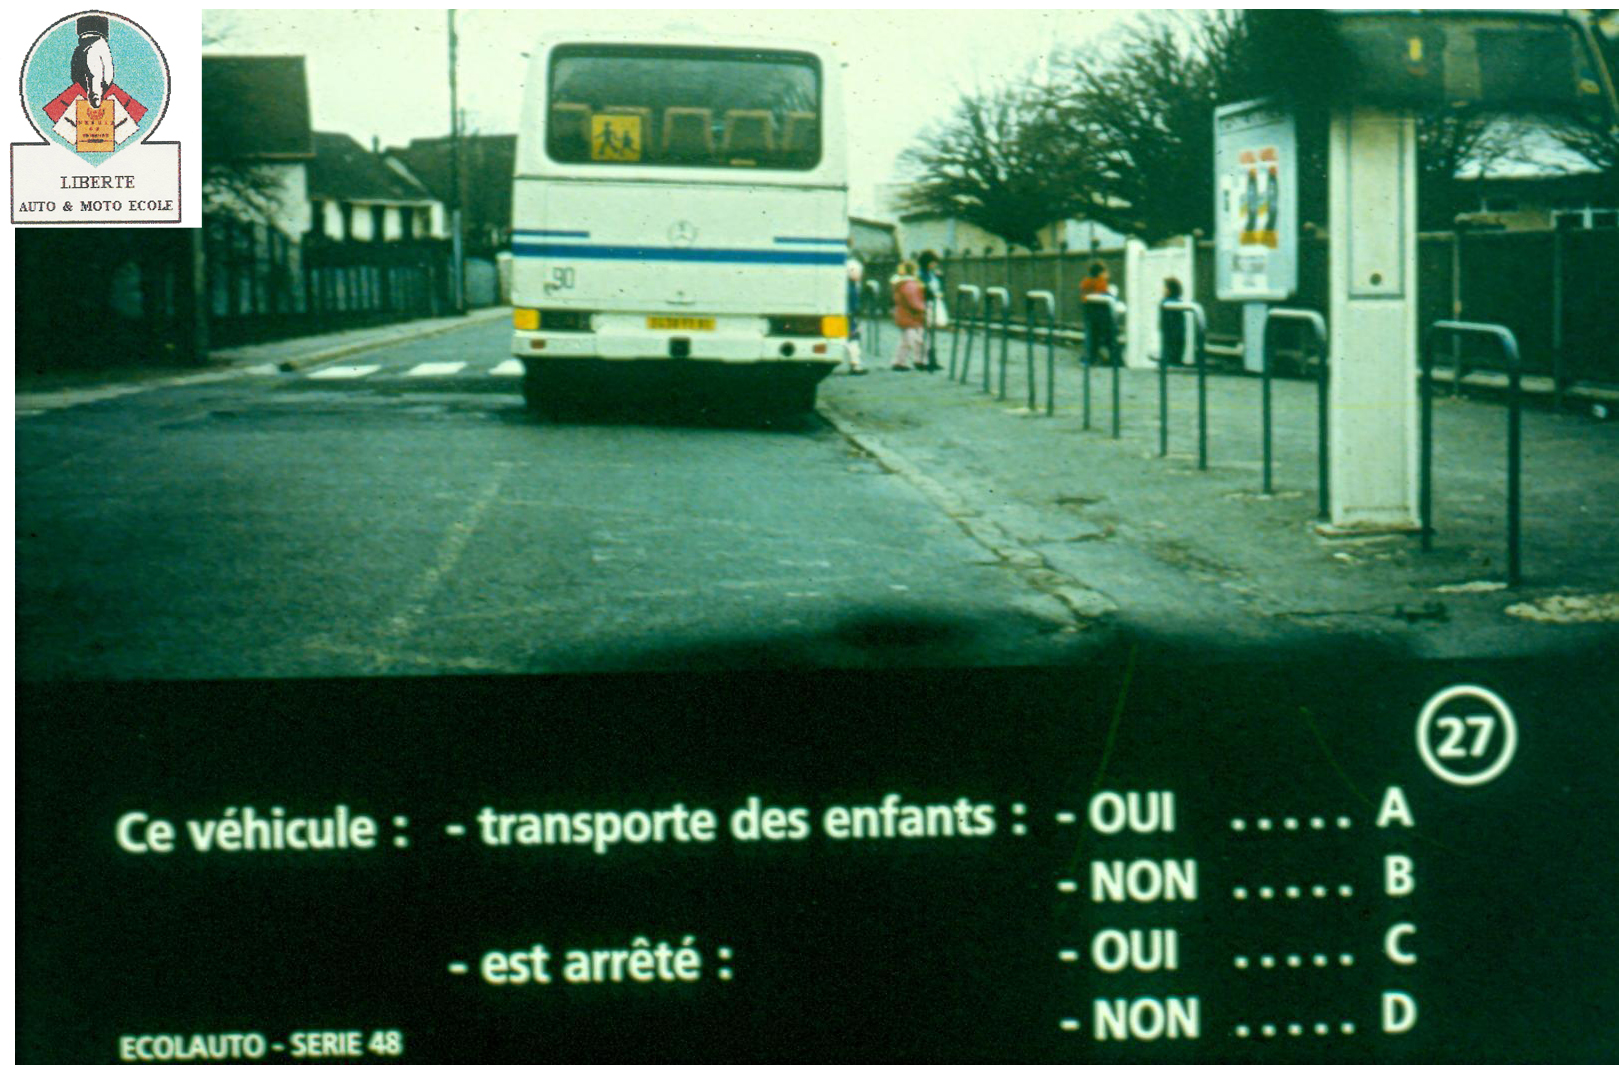 LIBERTE
AUTO & MOTO ECOLE
90
27
Ce véhicule : - transporte des enfants : - OUI ..... A
- NON ..... B
- est arrêté : - OUI ..... C
- NON ..... D
ECOLAUTO - SERIE 48